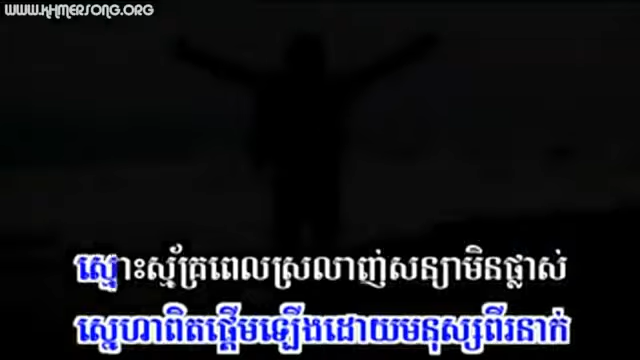 WWW.KHMERSONG.ORG
ស្មោះស្ម័គ្រពេលស្រលាញ់សន្យាមិនផ្លាស់
ស្នេហាពិតផ្ដើមឡើងដោយមនុស្សពីរនាក់